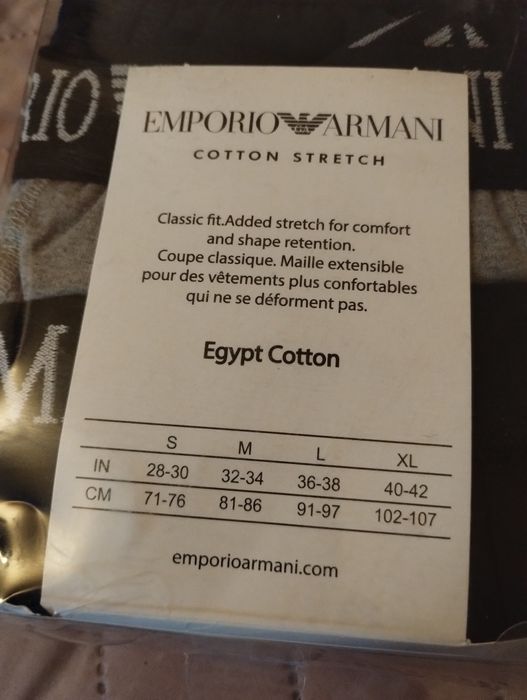 RIO
NI
EMPORIO ARMANI
COTTON STRETCH
Classic fit.Added stretch for comfort
and shape retention.
Coupe classique. Maille extensible
pour des vêtements plus confortables
qui ne se déforment pas.
Egypt Cotton
S M L XL
IN 28-30 32-34 36-38 40-42
CM 71-76 81-86 91-97 102-107
emporioarmani.com
M